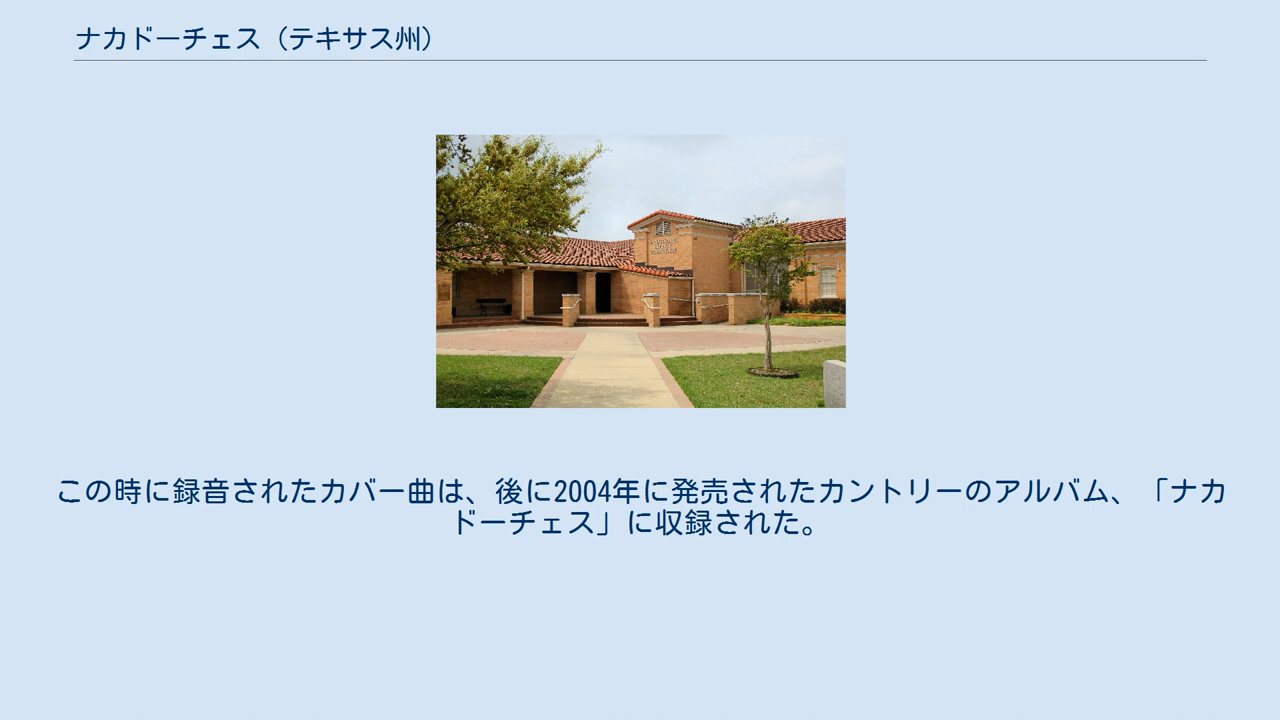 ナカドーチェス（テキサス州）
この時に録音されたカバー曲は、後に2004年に発売されたカントリーのアルバム、「ナカ
ドーチェス」に収録された。